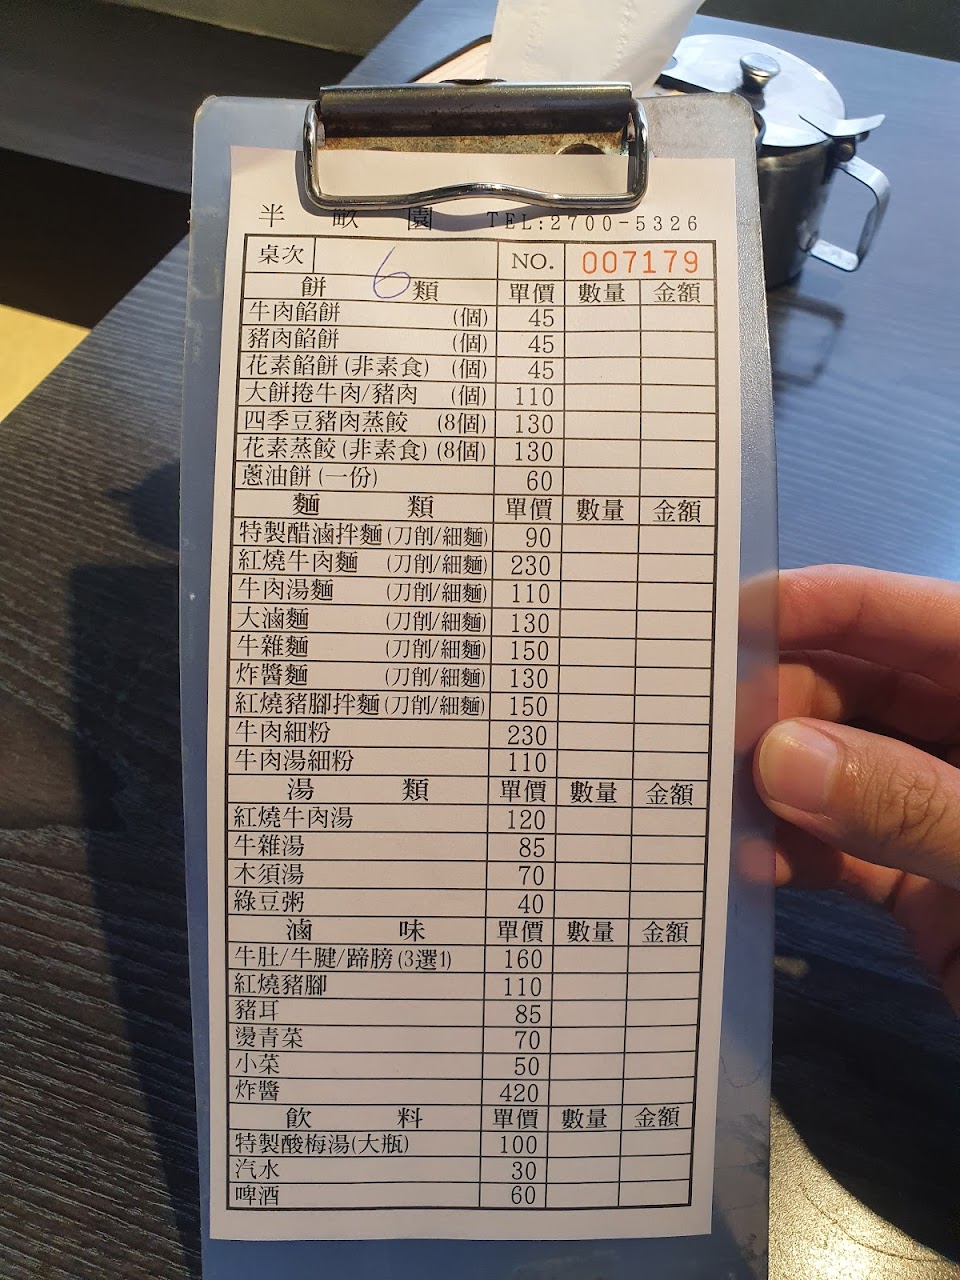 半畝園 TEL:2700-5326
桌次 6 NO. 007179
餅類 單價 數量 金額
牛肉餡餅 (個) 45
豬肉餡餅 (個) 45
花素餡餅(非素食) (個) 45
大餅捲牛肉/豬肉 (個) 110
四季豆豬肉蒸餃 (8個) 130
花素蒸餃(非素食) (8個) 130
蔥油餅(一份) 60
麵類 單價 數量 金額
特製醋滷拌麵(刀削/細麵) 90
紅燒牛肉麵 (刀削/細麵) 230
牛肉湯麵 (刀削/細麵) 110
大滷麵 (刀削/細麵) 130
牛雜麵 (刀削/細麵) 150
炸醬麵 (刀削/細麵) 130
紅燒豬腳拌麵(刀削/細麵) 150
牛肉細粉 230
牛肉湯細粉 110
湯類 單價 數量 金額
紅燒牛肉湯 120
牛雜湯 85
木須湯 70
綠豆粥 40
滷味 單價 數量 金額
牛肚/牛腱/蹄膀(3選1) 160
紅燒豬腳 110
豬耳 85
燙青菜 70
小菜 50
炸醬 420
飲料 單價 數量 金額
特製酸梅湯(大瓶) 100
汽水 30
啤酒 60